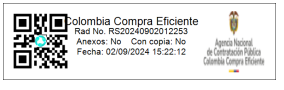 Colombia Compra Eficiente
Rad No. RS20240902012253
Anexos: No Con copia: No
Fecha: 02/09/2024 15:22:12
Agencia Nacional
de Contratación Pública
Colombia Compra Eficiente